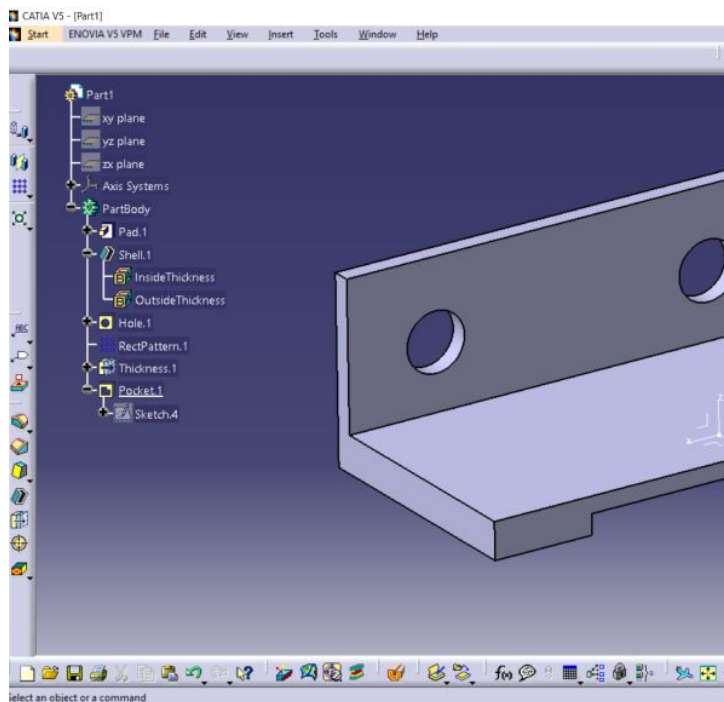 CATIA V5 - [Part1]
Start ENOVIA V5 VPM File Edit View Insert Tools Window Help
Part1
xy plane
yz plane
zx plane
Axis Systems
PartBody
Pad.1
Shell.1
InsideThickness
OutsideThickness
Hole.1
RectPattern.1
Thickness.1
Pocket.1
Sketch.4
ABC
z
x
f(x)
Select an object or a command